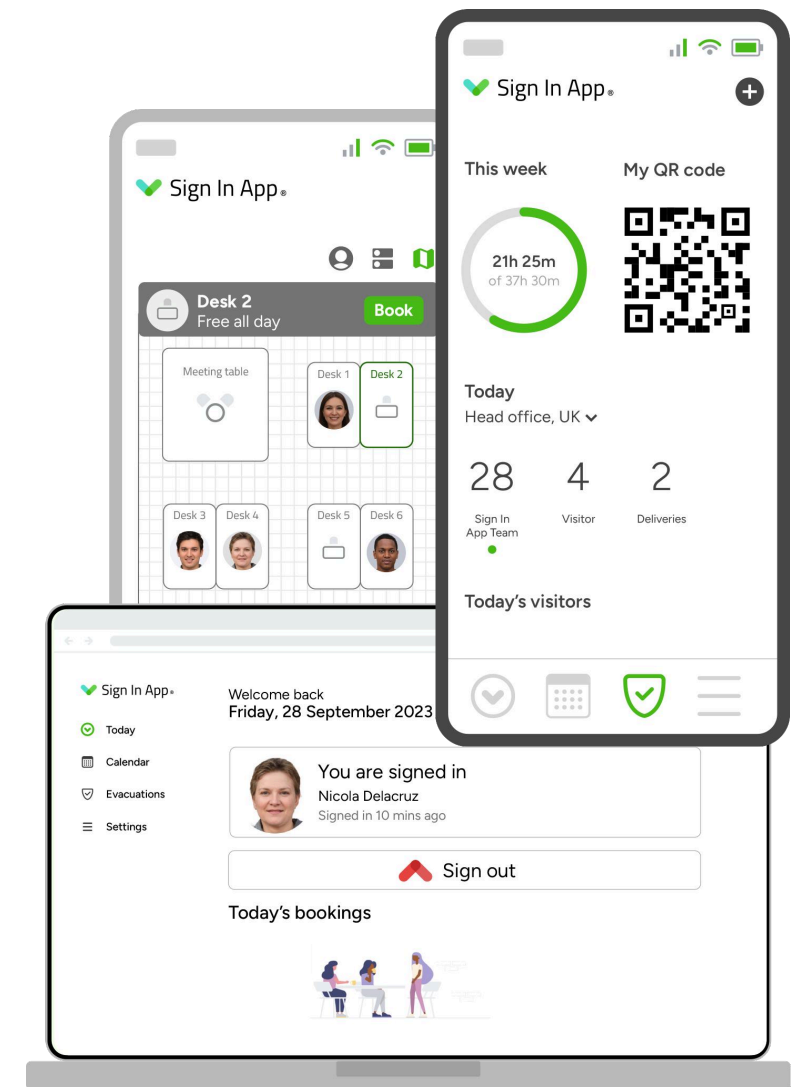 Sign In App®
This week
My QR code
21h 25m
of 37h 30m
Today
Head office, UK
28
4
2
Sign In
App Team
Visitor
Deliveries
Today’s visitors
Sign In App®
Desk 2
Free all day
Book
Meeting table
Desk 1
Desk 2
Desk 3
Desk 4
Desk 5
Desk 6
Sign In App®
Today
Calendar
Evacuations
Settings
Welcome back
Friday, 28 September 2023
You are signed in
Nicola Delacruz
Signed in 10 mins ago
Sign out
Today’s bookings